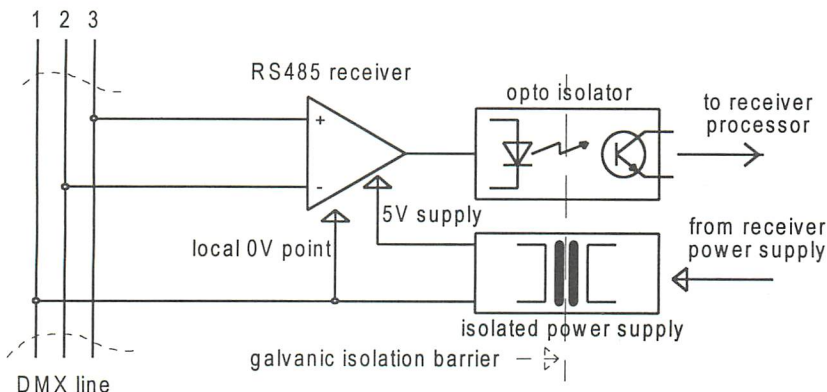 1 2 3
RS485 receiver
opto isolator
to receiver
processor
+
-
5V supply
from receiver
power supply
local 0V point
isolated power supply
galvanic isolation barrier
DMX line